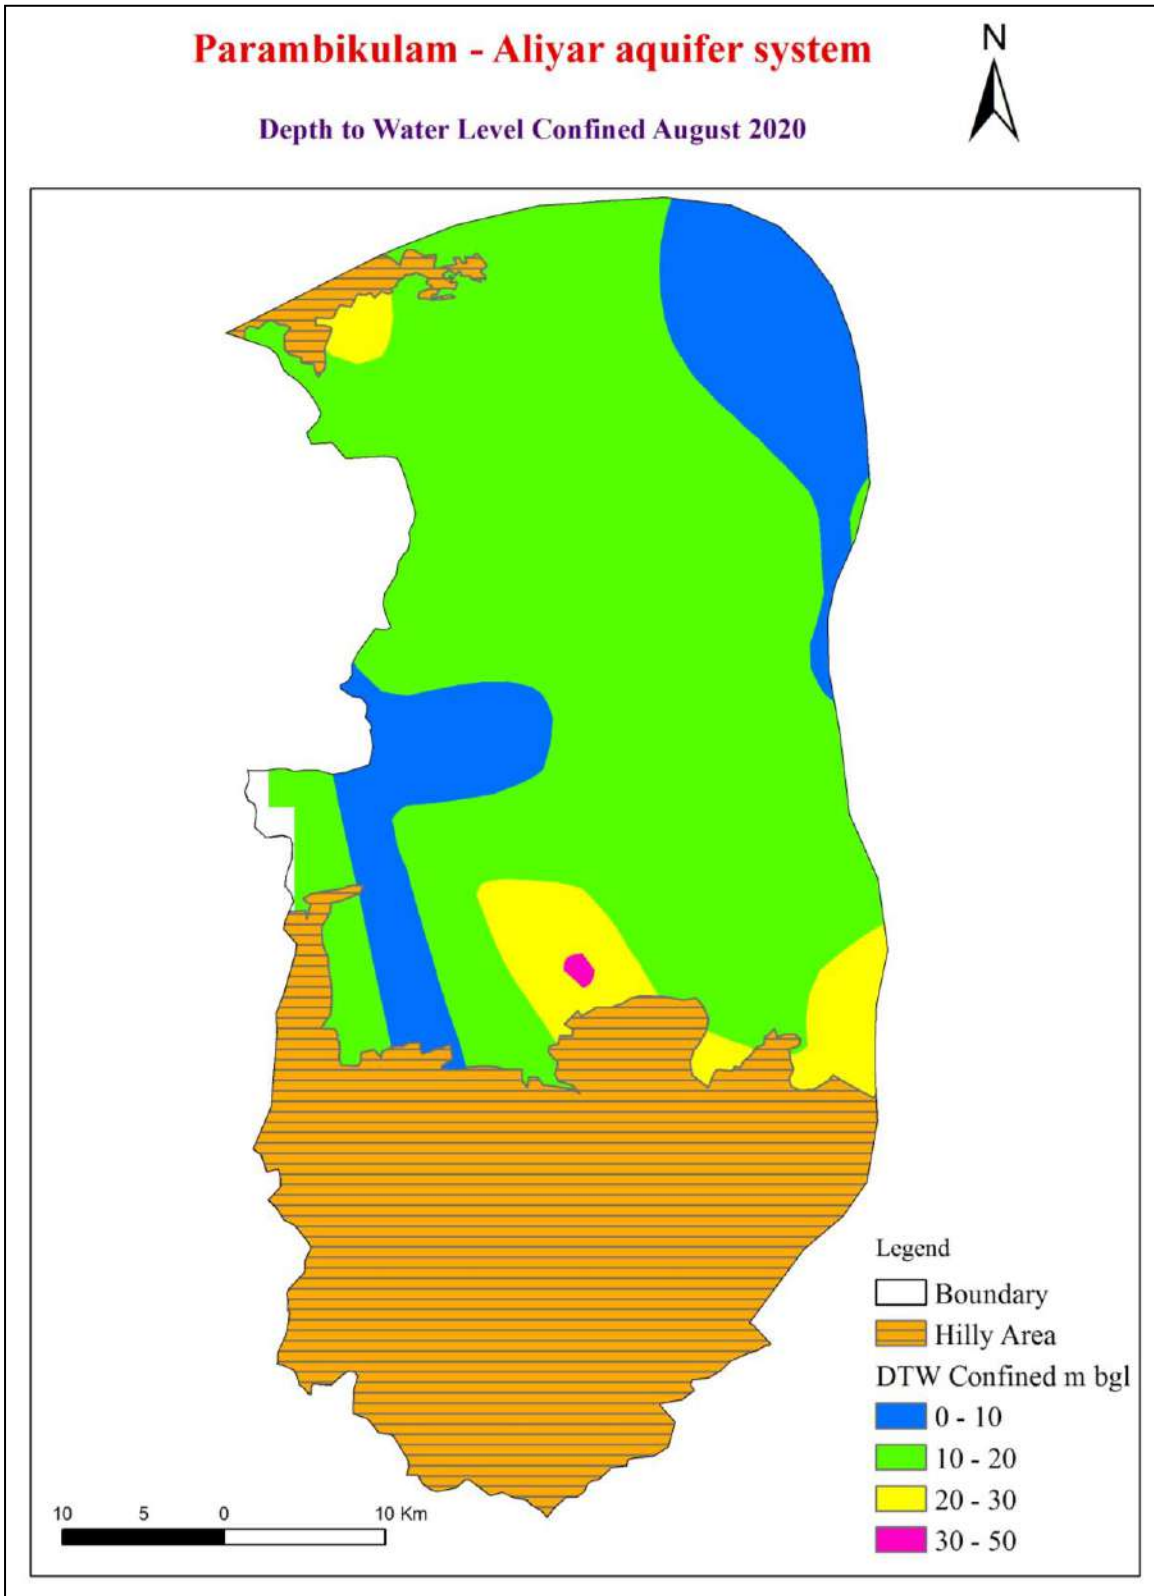 Parambikulam - Aliyar aquifer system
N
Depth to Water Level Confined August 2020
Legend
Boundary
Hilly Area
DTW Confined m bgl
0 - 10
10 - 20
20 - 30
30 - 50
10 5 0 10 Km